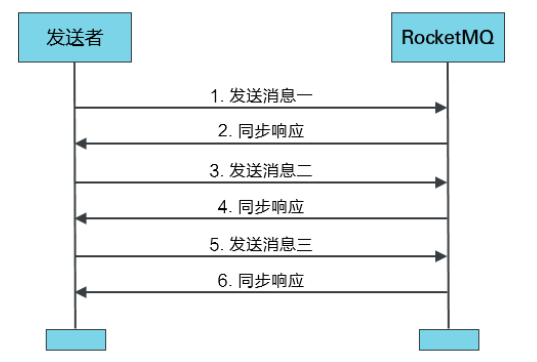 发送者
RocketMQ
1. 发送消息一
2. 同步响应
3. 发送消息二
4. 同步响应
5. 发送消息三
6. 同步响应